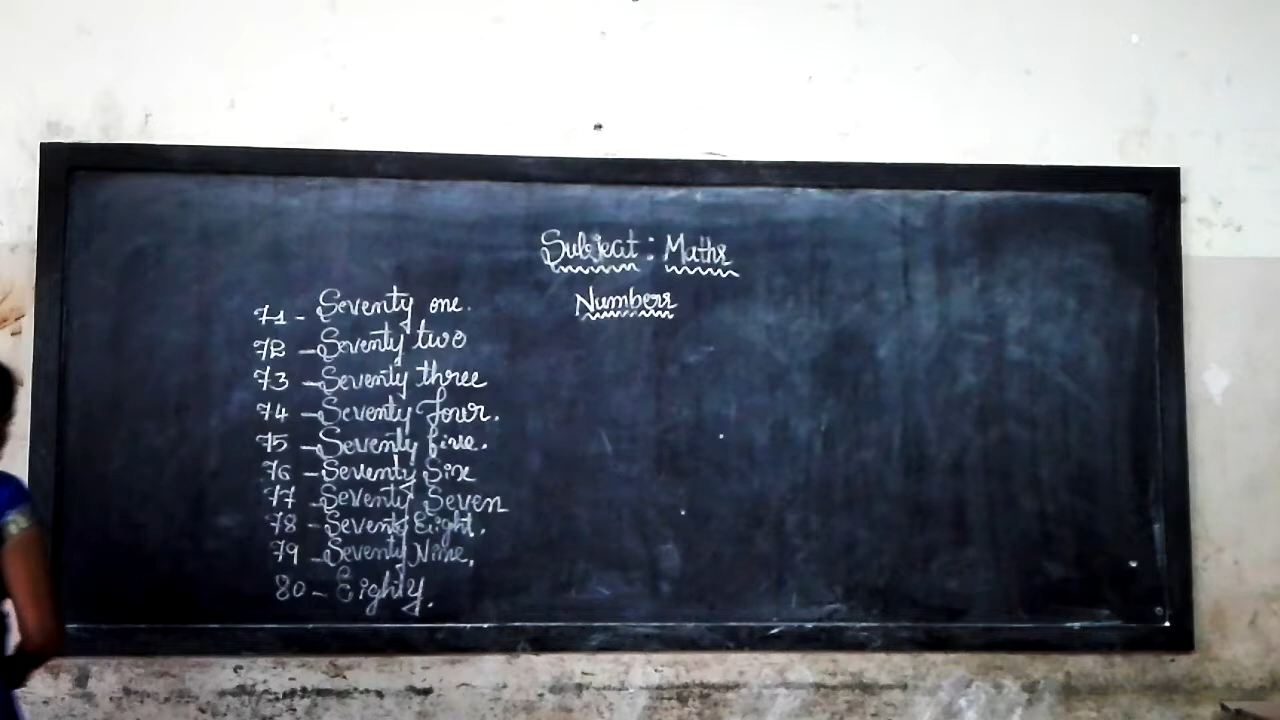 Subject : Maths
Numbers
71 - Seventy one.
72 - Seventy two
73 - Seventy three
74 - Seventy Four.
75 - Seventy five.
76 - Seventy Six
77 - Seventy Seven
78 - Seventy Eight.
79 - Seventy Nine.
80 - Eighty.